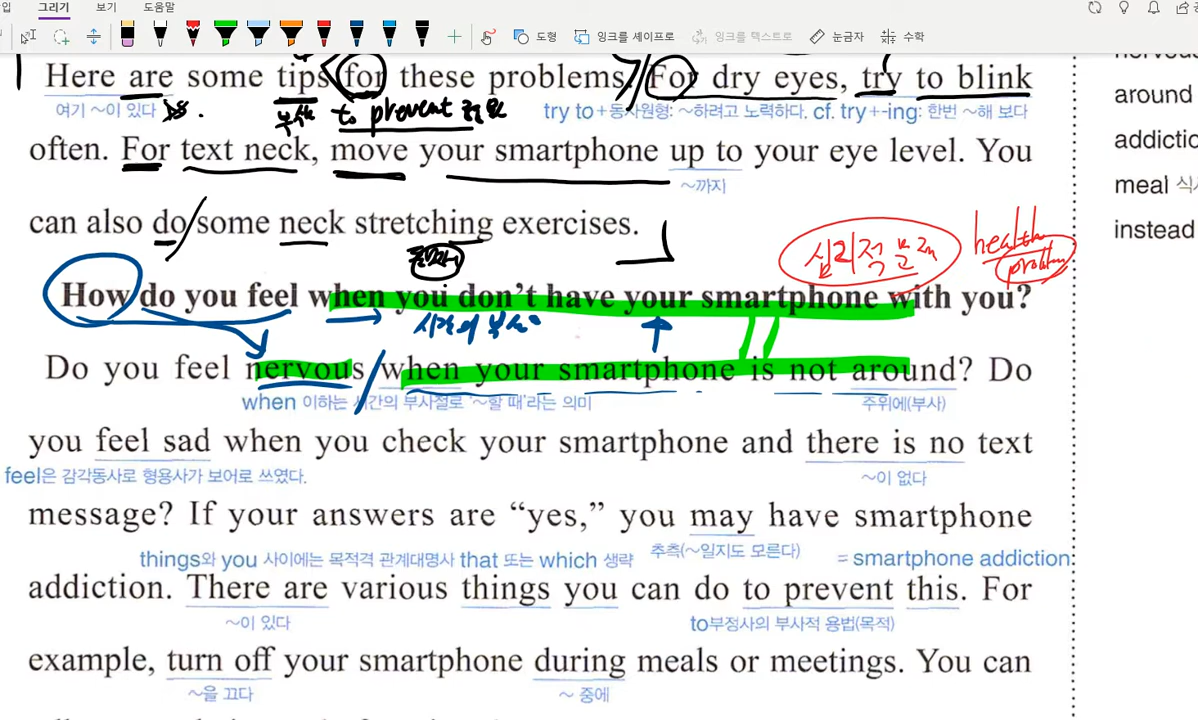 입 그리기 보기 도움말
도형 잉크를 셰이프로 잉크를 텍스트로 눈금자 수학
Here are some tips for these problems. For dry eyes, try to blink
여기 ~이 있다 try to+동사원형: ~하려고 노력하다. cf. try+-ing: 한번 ~해 보다
to prevent
often. For text neck, move your smartphone up to your eye level. You
~까지
can also do some neck stretching exercises.
심리적 문제 health problem
How do you feel when you don't have your smartphone with you?
시간의 부사절
Do you feel nervous when your smartphone is not around? Do
when 이하는 시간의 부사절로 '~할 때'라는 의미 주위에(부사)
you feel sad when you check your smartphone and there is no text
feel은 감각동사로 형용사가 보어로 쓰였다. ~이 없다
message? If your answers are “yes,” you may have smartphone
things와 you 사이에는 목적격 관계대명사 that 또는 which 생략 추측(~일지도 모른다) = smartphone addiction
addiction. There are various things you can do to prevent this. For
~이 있다 to부정사의 부사적 용법(목적)
example, turn off your smartphone during meals or meetings. You can
~을 끄다 ~ 중에
around
addictio
meal 식사
instead